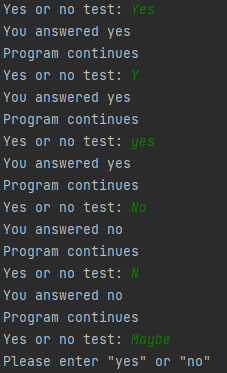 Yes or no test: Yes
You answered yes
Program continues
Yes or no test: Y
You answered yes
Program continues
Yes or no test: yes
You answered yes
Program continues
Yes or no test: No
You answered no
Program continues
Yes or no test: N
You answered no
Program continues
Yes or no test: Maybe
Please enter "yes" or "no"